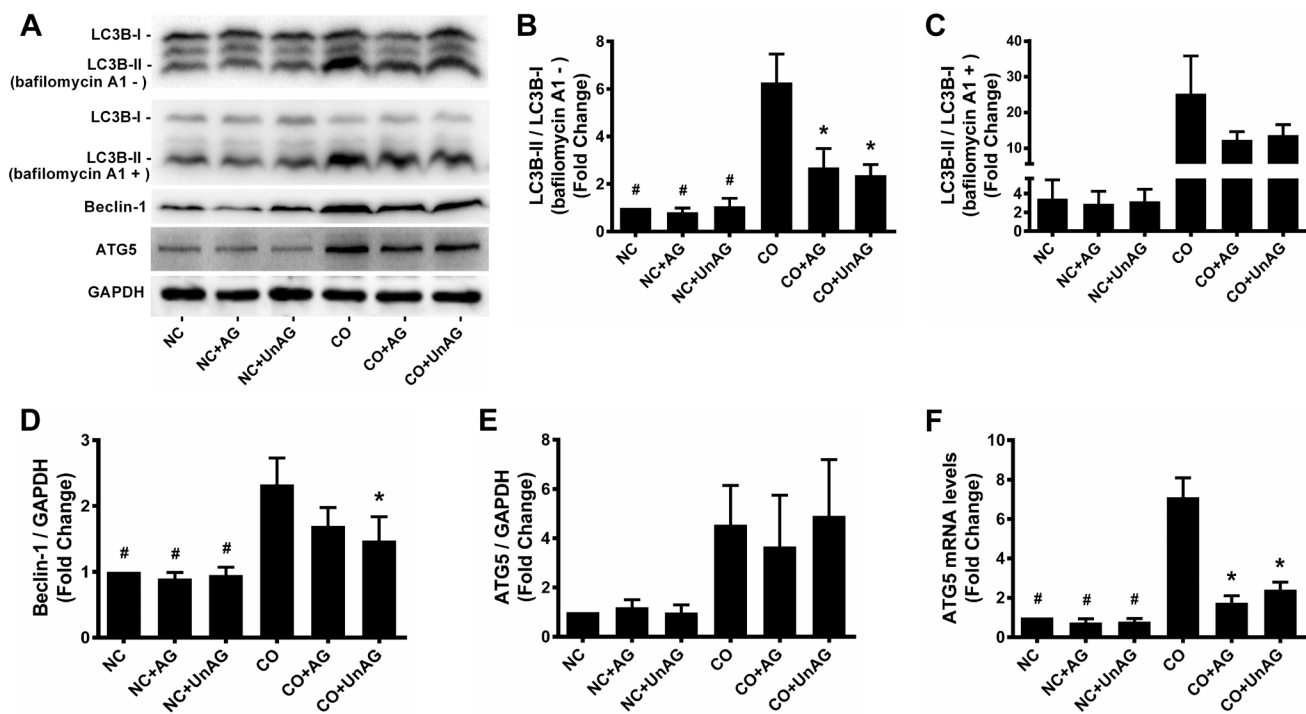 A
LC3B-I -
LC3B-II -
(bafilomycin A1 - )
LC3B-I
LC3B-II -
(bafilomycin A1 + )
Beclin-1 -
ATG5
GAPDH
NC
NC+AG
NC+UnAG
CO
CO+AG
CO+UnAG
B
LC3B-II / LC3B-I
(bafilomycin A1 - )
(Fold Change)
8
6
4
2
0
#
#
#
*
*
NC
NC+AG
NC+UnAG
CO
CO+AG
CO+UnAG
C
LC3B-II / LC3B-I
(bafilomycin A1 + )
(Fold Change)
40
30
20
10
4
2
0
NC
NC+AG
NC+UnAG
CO
CO+AG
CO+UnAG
D
Beclin-1 / GAPDH
(Fold Change)
3
2
1
0
#
#
#
*
NC
NC+AG
NC+UnAG
CO
CO+AG
CO+UnAG
E
ATG5 / GAPDH
(Fold Change)
8
6
4
2
0
NC
NC+AG
NC+UnAG
CO
CO+AG
CO+UnAG
F
ATG5 mRNA levels
(Fold Change)
10
8
6
4
2
0
#
#
#
*
*
NC
NC+AG
NC+UnAG
CO
CO+AG
CO+UnAG